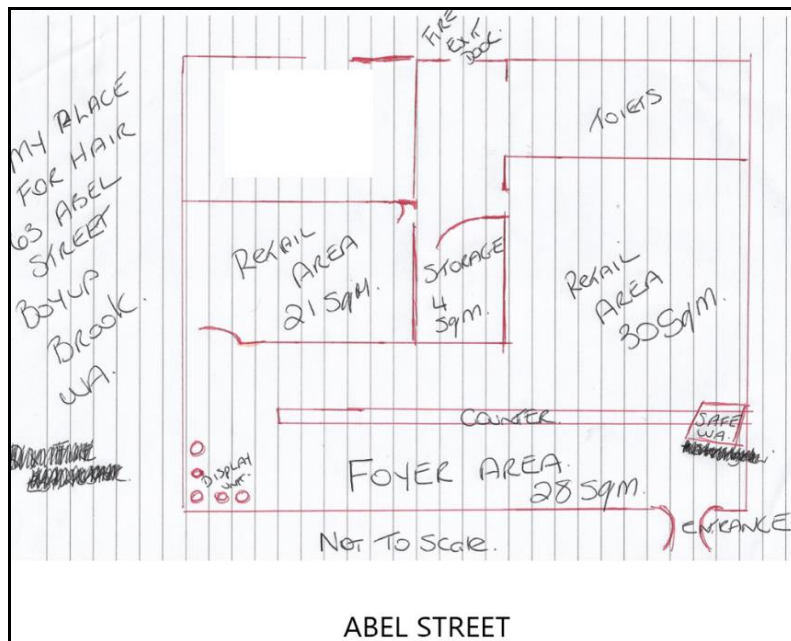 MY PLACE
FOR HAIR
63 ABEL
STREET
BOYUP
BROOK.
WA.
FIRE
EXIT
DOOR.
TOIETS
RETAIL
AREA
21 SqM.
STORAGE
4
Sqm.
RETAIL
AREA
30 Sqm.
COUNTER.
SAFE
WA.
DISPLAY
UNIT.
FOYER AREA.
28 Sqm.
ENTRANCE
NOT TO SCALE.
ABEL STREET